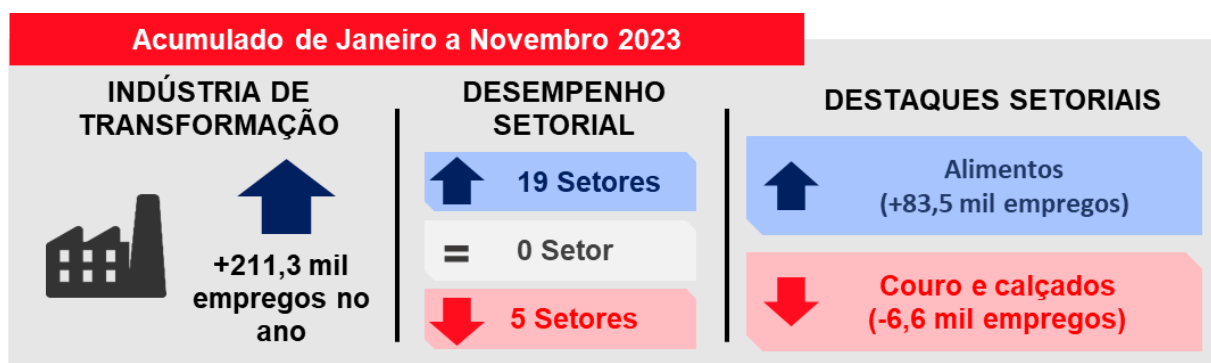 Acumulado de Janeiro a Novembro 2023
INDÚSTRIA DE
TRANSFORMAÇÃO
+211,3 mil
empregos no
ano
DESEMPENHO
SETORIAL
19 Setores
= 0 Setor
5 Setores
DESTAQUES SETORIAIS
Alimentos
(+83,5 mil empregos)
Couro e calçados
(-6,6 mil empregos)